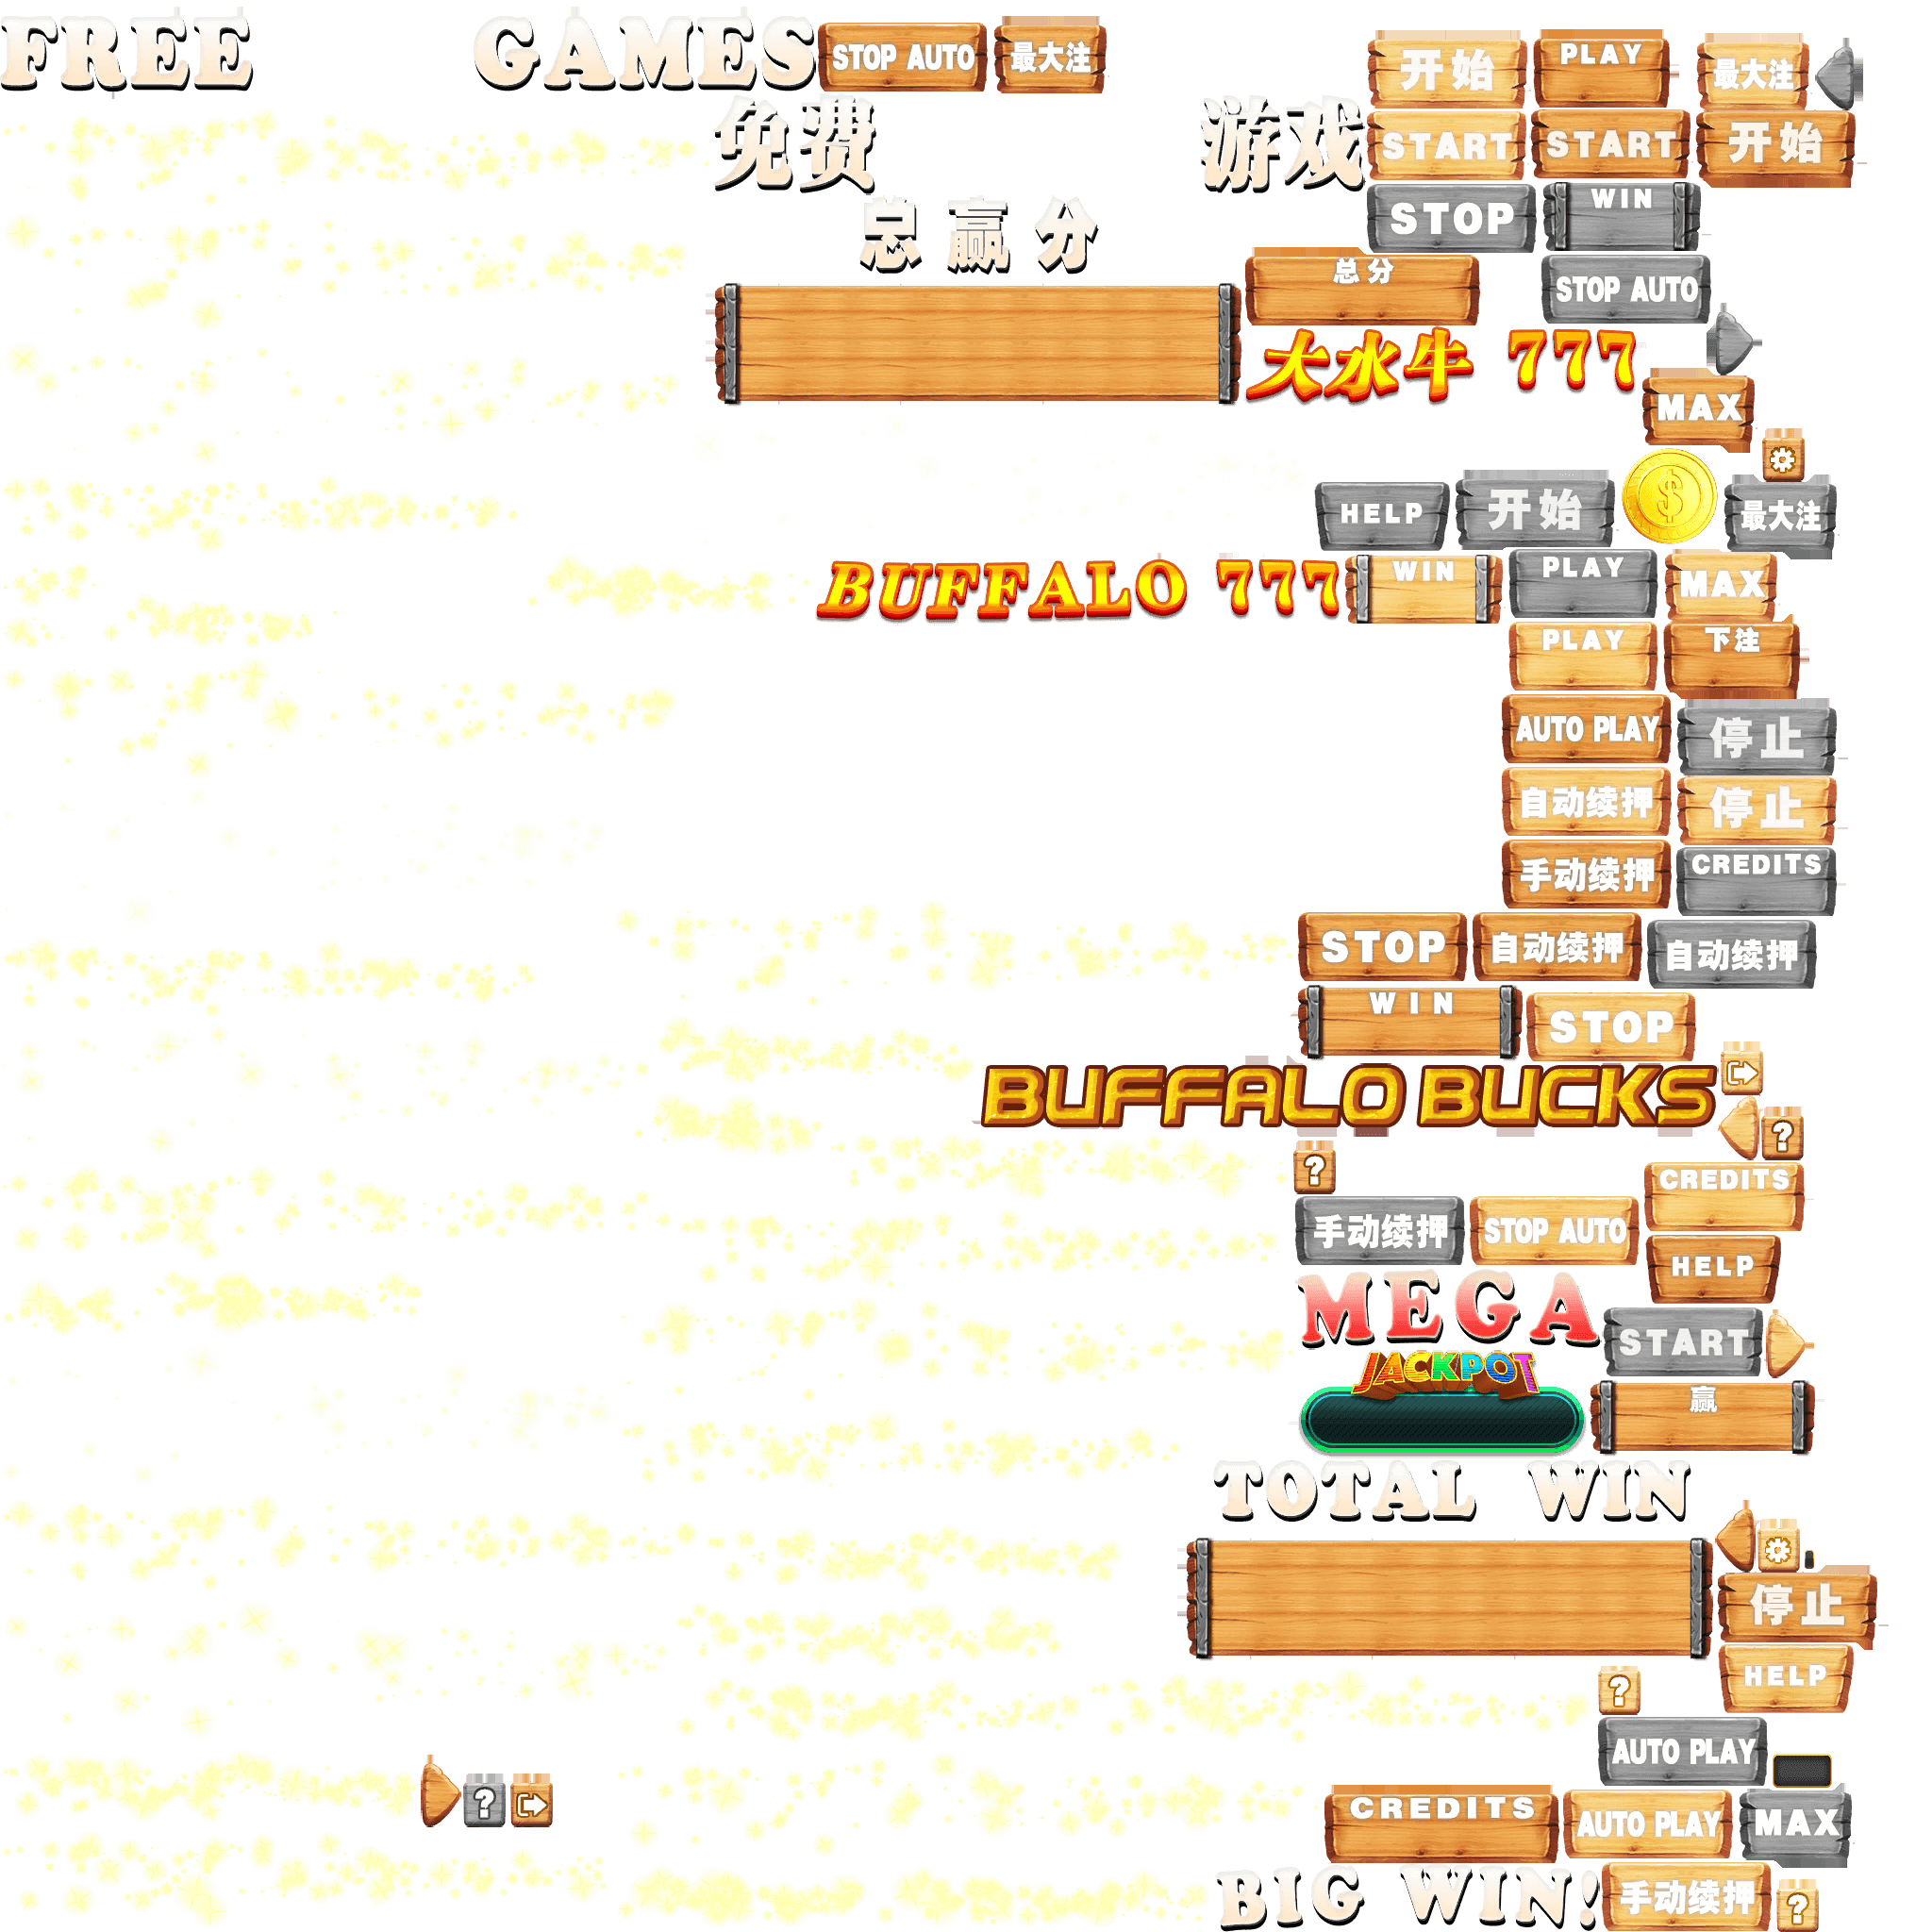 FREE GAMES
STOP AUTO
最大注
开始
PLAY
最大注
免费 游戏
START
START
开始
总赢分
STOP
WIN
总分
STOP AUTO
大水牛 777
MAX
HELP
开始
$
最大注
BUFFALO 777
WIN
PLAY
MAX
PLAY
下注
AUTO PLAY
停止
自动续押
停止
手动续押
CREDITS
STOP
自动续押
自动续押
WIN
STOP
BUFFALO BUCKS
?
?
CREDITS
手动续押
STOP AUTO
HELP
MEGA
START
JACKPOT
赢
TOTAL WIN
停止
HELP
?
AUTO PLAY
?
CREDITS
AUTO PLAY
MAX
BIG WIN!
手动续押
?